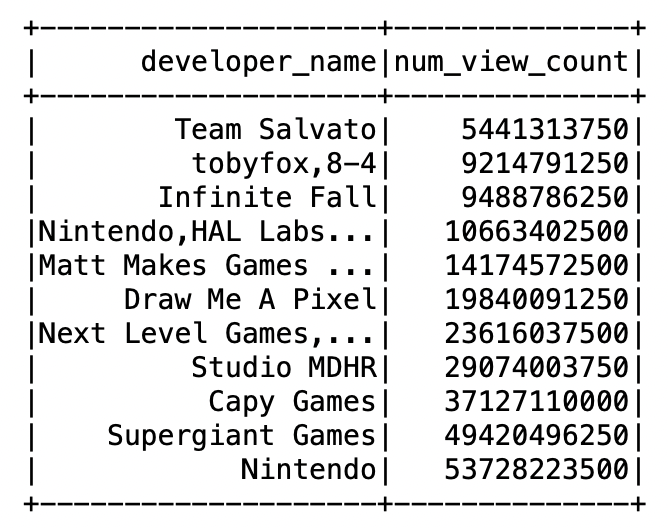 +---------------------+--------------+
|       developer_name|num_view_count|
+---------------------+--------------+
|         Team Salvato|    5441313750|
|          tobyfox,8-4|    9214791250|
|        Infinite Fall|    9488786250|
|Nintendo,HAL Labs...|   10663402500|
|Matt Makes Games ...|   14174572500|
|      Draw Me A Pixel|   19840091250|
|Next Level Games,...|   23616037500|
|          Studio MDHR|   29074003750|
|           Capy Games|   37127110000|
|     Supergiant Games|   49420496250|
|             Nintendo|   53728223500|
+---------------------+--------------+